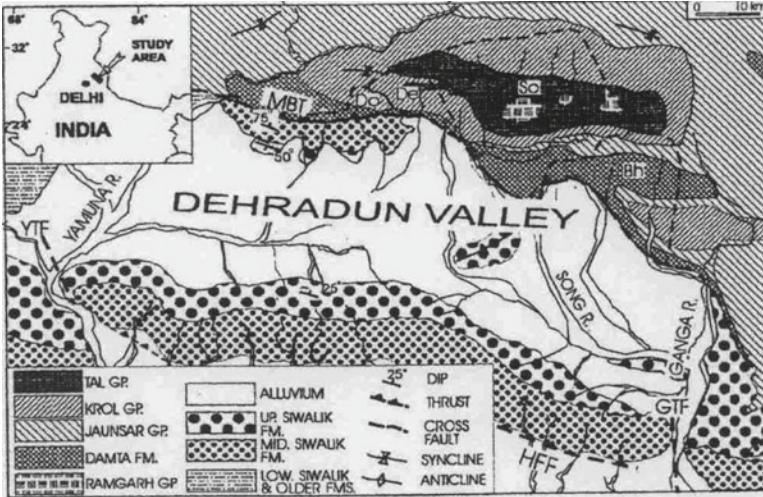 68°
84°
32°
STUDY
AREA
DELHI
INDIA
0 10 km
MBT
75
50
Do
De
So
Bh
DEHRADUN VALLEY
YAMUNA R.
YTF
25
SONG R.
GANGA R.
GTF
HFF
TAL GP.
KROL GP.
JAUNSAR GP.
DAMTA FM.
RAMGARH GP
ALLUVIUM
UP. SIWALIK
FM.
MID. SIWALIK
FM.
LOW. SIWALIK
& OLDER FMS.
25°
DIP
THRUST
CROSS
FAULT
SYNCLINE
ANTICLINE